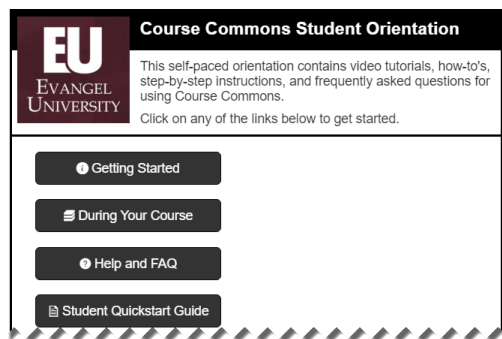 Course Commons Student Orientation
EU
EVANGEL
UNIVERSITY
This self-paced orientation contains video tutorials, how-to's,
step-by-step instructions, and frequently asked questions for
using Course Commons.
Click on any of the links below to get started.
Getting Started
During Your Course
Help and FAQ
Student Quickstart Guide